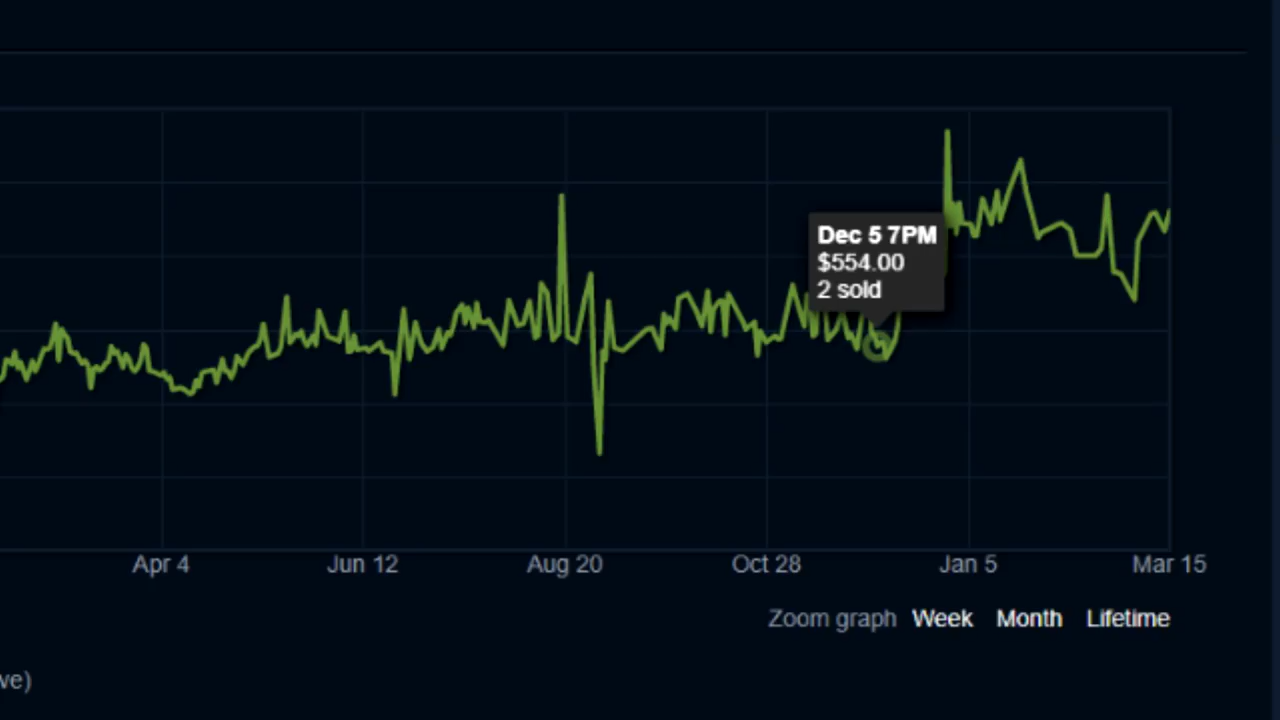 Dec 5 7PM
$554.00
2 sold
Apr 4 Jun 12 Aug 20 Oct 28 Jan 5 Mar 15
Zoom graph Week Month Lifetime
ve)